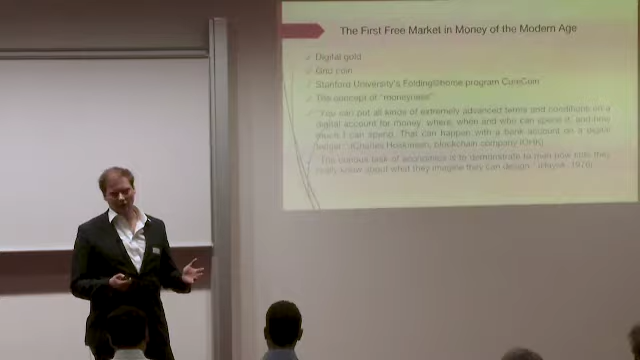 The First Free Market in Money of the Modern Age
Digital gold
Grid coin
Stanford University's Folding@home program CureCoin
The concept of "moneyness"
"You can put all kinds of extremely advanced terms and conditions on a
digital account for money, where, when and who can spend it, and how
much I can spend. That can happen with a bank account on a digital
ledger." (Charles Hoskinson, blockchain company IOHK)
"The curious task of economics is to demonstrate to men how little they
really know about what they imagine they can design." (Hayek,